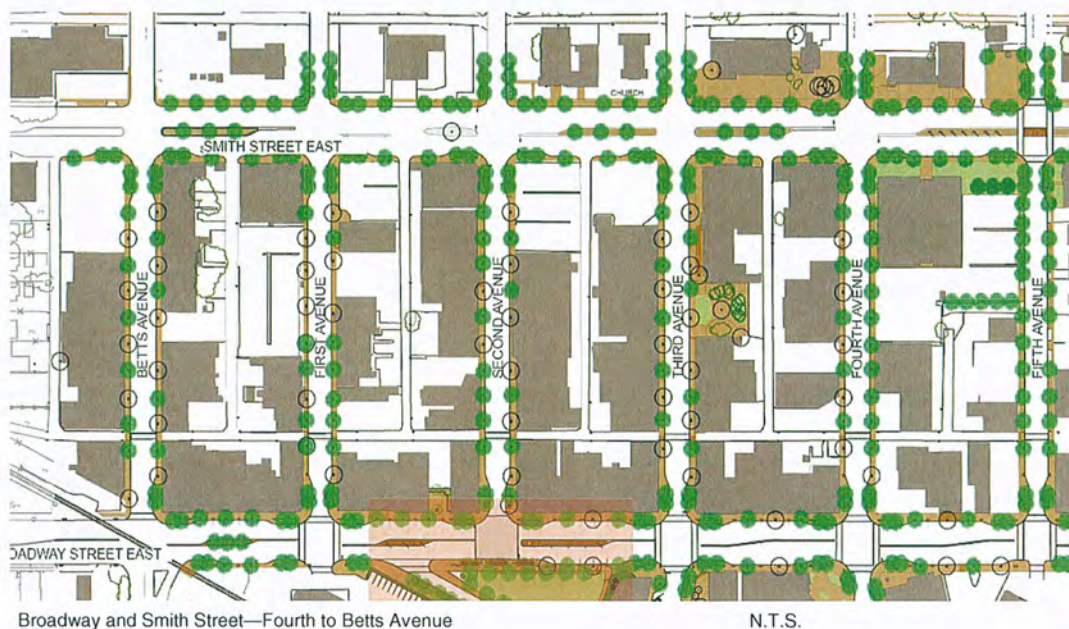 CHURCH
SMITH STREET EAST
BETTS AVENUE
FIRST AVENUE
SECOND AVENUE
THIRD AVENUE
FOURTH AVENUE
FIFTH AVENUE
OADWAY STREET EAST
Broadway and Smith Street—Fourth to Betts Avenue
N.T.S.